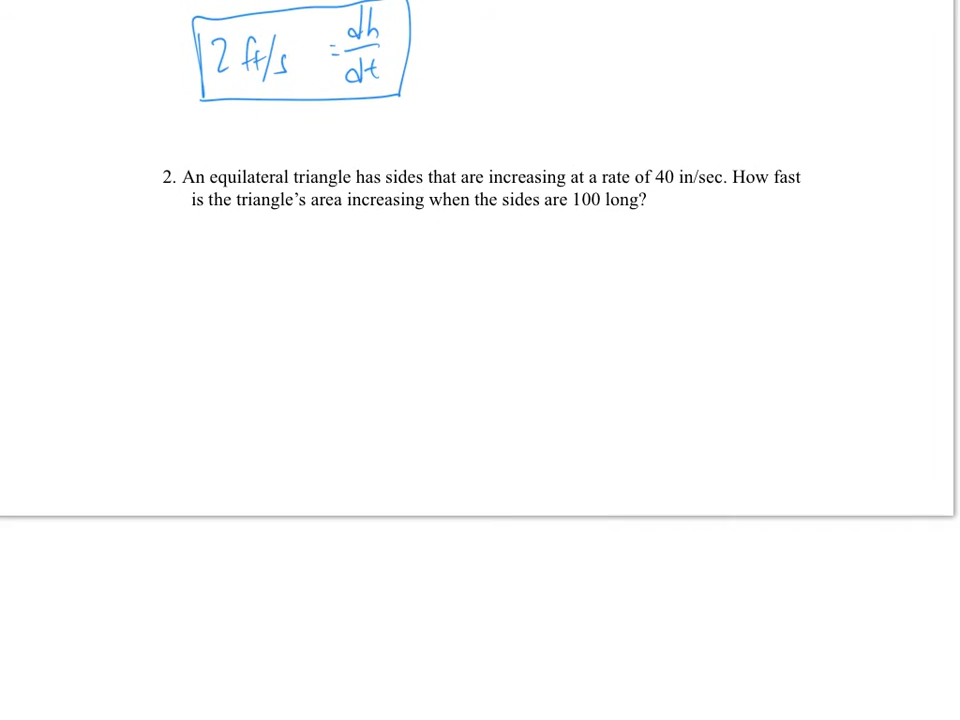 2 ft/s = dh/dt
2. An equilateral triangle has sides that are increasing at a rate of 40 in/sec. How fast
is the triangle’s area increasing when the sides are 100 long?